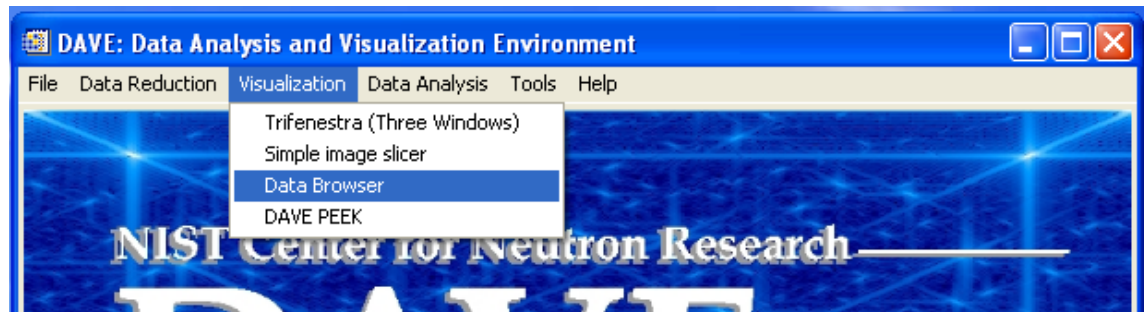 DAVE: Data Analysis and Visualization Environment
File Data Reduction Visualization Data Analysis Tools Help
Trifenestra (Three Windows)
Simple image slicer
Data Browser
DAVE PEEK
NIST Center for Neutron Research
DAVE